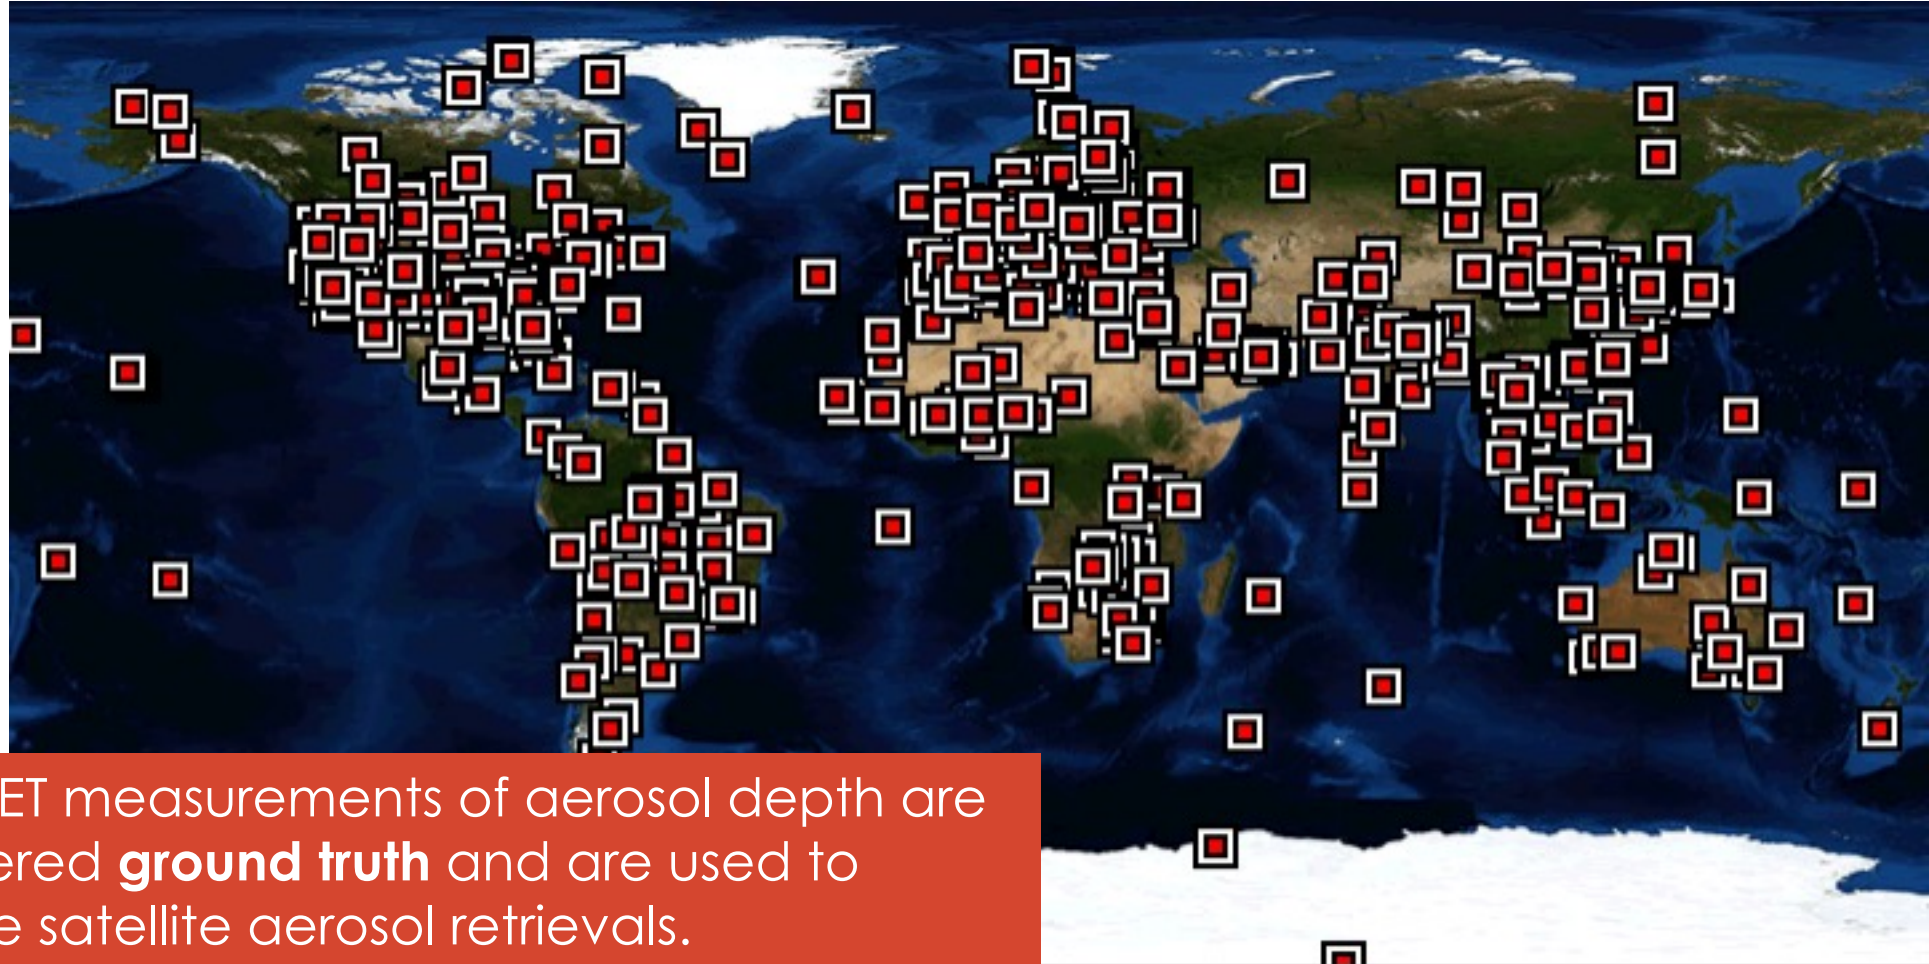 ET measurements of aerosol depth are
ered ground truth and are used to
e satellite aerosol retrievals.